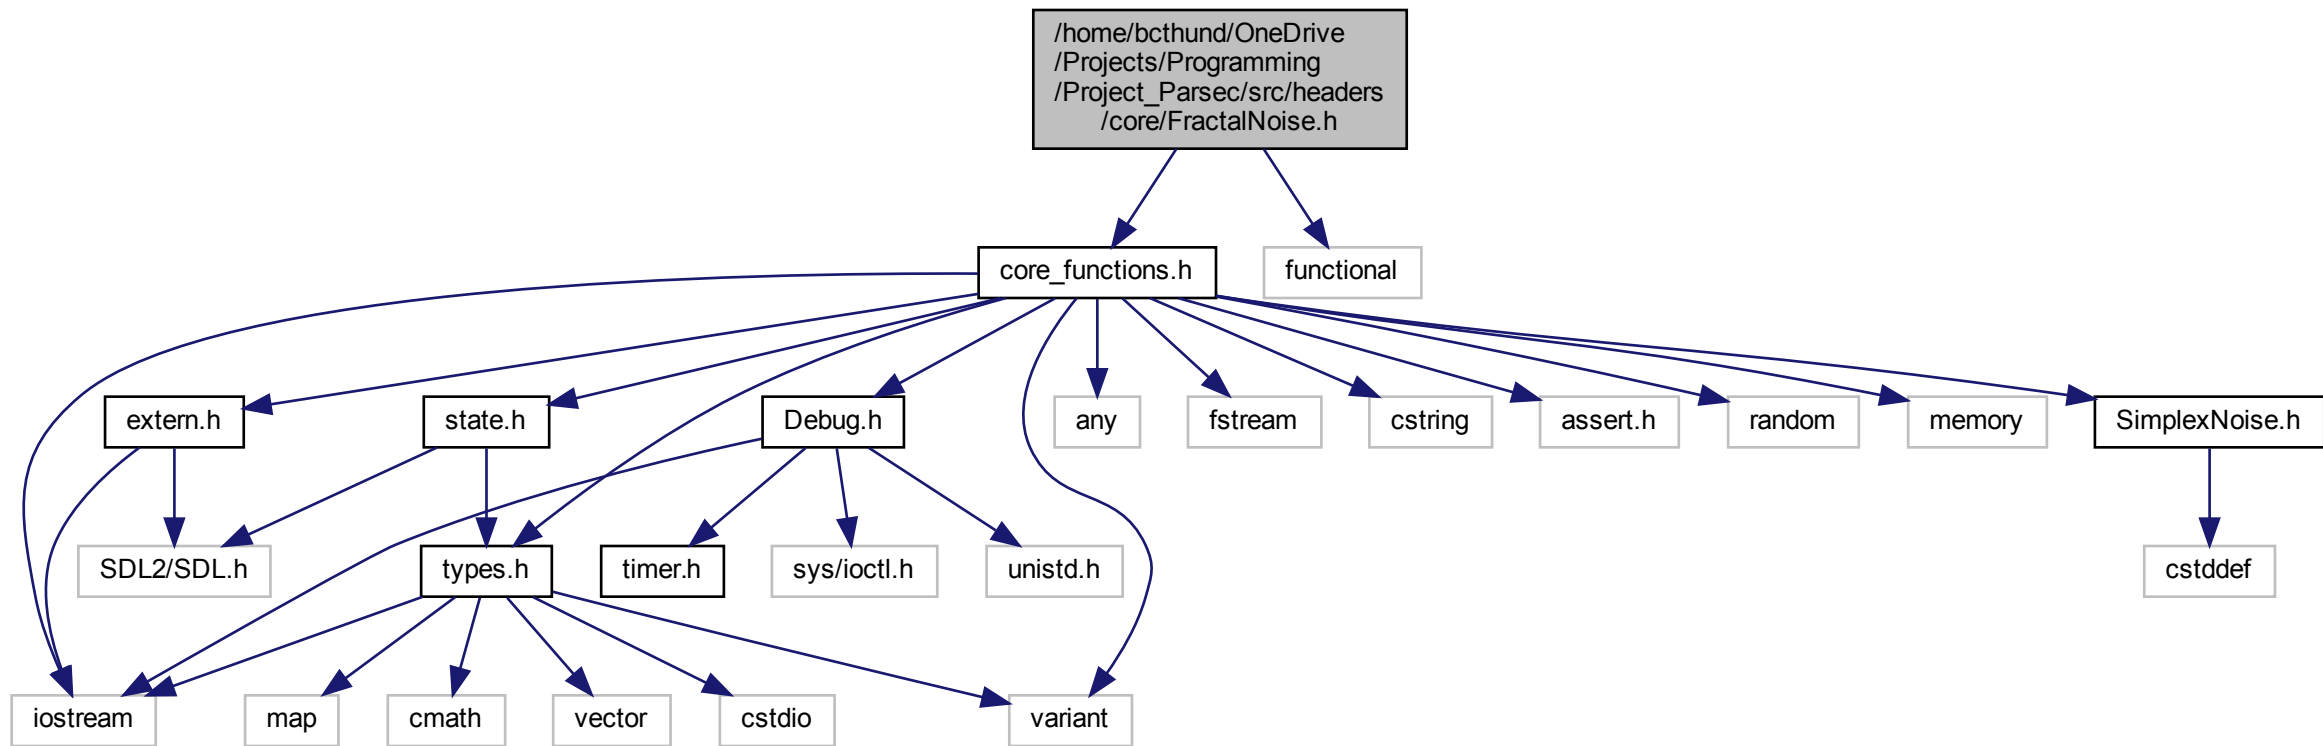 /home/bcthund/OneDrive
/Projects/Programming
/Project_Parsec/src/headers
/core/FractalNoise.h
core_functions.h
functional
extern.h
state.h
Debug.h
any
fstream
cstring
assert.h
random
memory
SimplexNoise.h
SDL2/SDL.h
types.h
timer.h
sys/ioctl.h
unistd.h
cstddef
iostream
map
cmath
vector
cstdio
variant